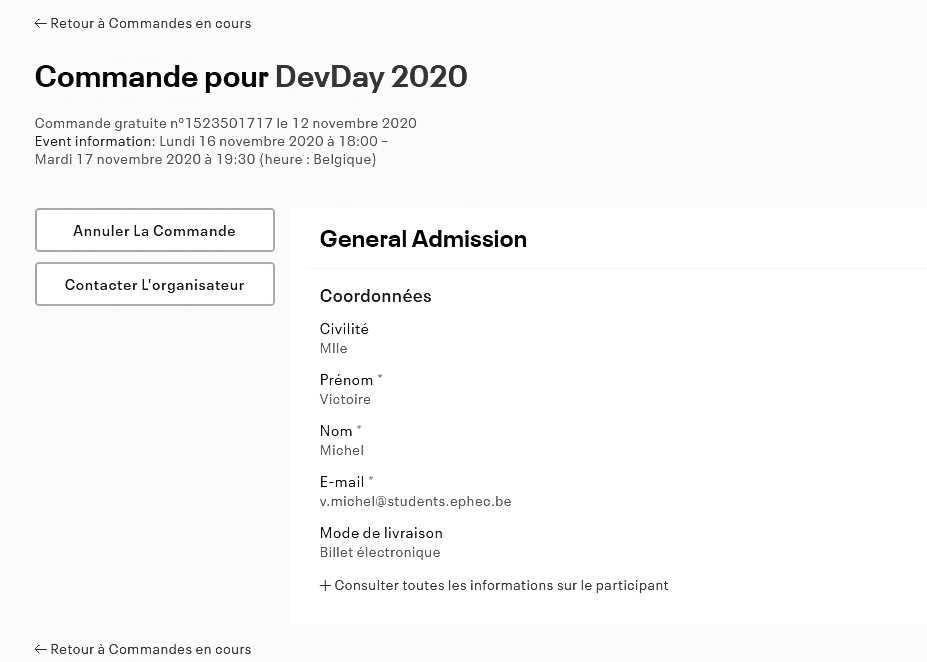 ← Retour à Commandes en cours
Commande pour DevDay 2020
Commande gratuite n°1523501717 le 12 novembre 2020
Event information: Lundi 16 novembre 2020 à 18:00 –
Mardi 17 novembre 2020 à 19:30 (heure : Belgique)
Annuler La Commande
Contacter L'organisateur
General Admission
Coordonnées
Civilité
Mlle
Prénom *
Victoire
Nom *
Michel
E-mail *
v.michel@students.ephec.be
Mode de livraison
Billet électronique
+ Consulter toutes les informations sur le participant
← Retour à Commandes en cours